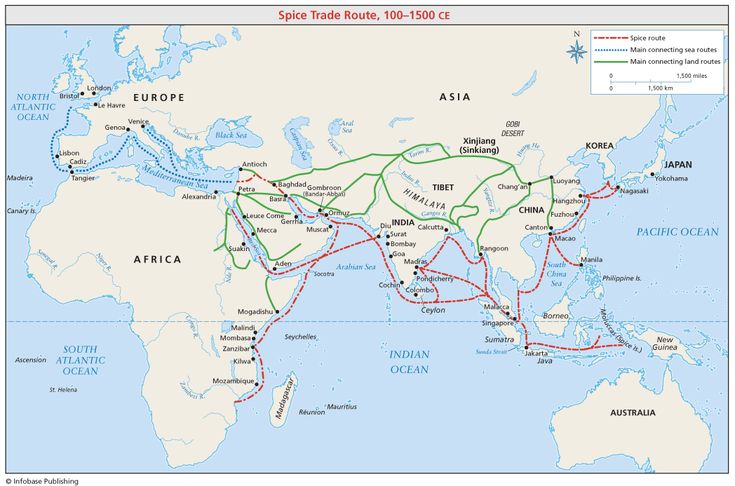 Spice Trade Route, 100–1500 CE
Spice route
Main connecting sea routes
Main connecting land routes
0 1,500 miles
0 1,500 km
N
NORTH
ATLANTIC
OCEAN
London
Bristol
Le Havre
EUROPE
ASIA
Venice
Genoa
Danube R.
Black Sea
Caspian Sea
Aral
Sea
Oxus R.
Tarim R.
GOBI
DESERT
Xinjiang
(Sinkiang)
Huang He
KOREA
JAPAN
Yokohama
Nagasaki
Lisbon
Cadiz
Tangier
Madeira
Mediterranean Sea
Antioch
Baghdad
Basra
Petra
Alexandria
Gombroon
(Bandar-Abbas)
Ormuz
Gerrha
Muscat
Indus R.
HIMALAYA
TIBET
Ganges R.
Yangtze R.
Chang'an
Luoyang
Hangzhou
CHINA
Fuzhou
Canton
Macao
Canary Is.
Leuce Come
Mecca
Suakin
Red Sea
Nile R.
Aden
Socotra
AFRICA
Senegal R.
Niger R.
Arabian Sea
INDIA
Diu
Surat
Bombay
Goa
Calcutta
Madras
Pondicherry
Cochin
Colombo
Ceylon
Rangoon
South
China
Sea
Manila
Philippine Is.
PACIFIC OCEAN
Mogadishu
Malindi
Mombasa
Zanzibar
Kilwa
Mozambique
Congo R.
Zambezi R.
Seychelles
Madagascar
Réunion
Mauritius
Malacca
Singapore
Sumatra
Borneo
Moluccas (Spice Is.)
New
Guinea
Sunda Strait
Jakarta
Java
Ascension
SOUTH
ATLANTIC
OCEAN
St. Helena
INDIAN
OCEAN
AUSTRALIA
© Infobase Publishing